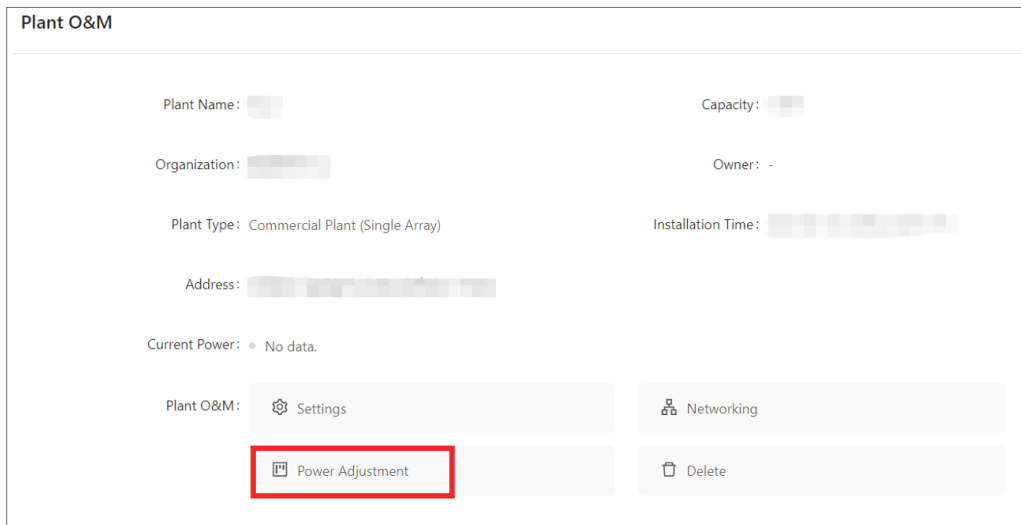 Plant O&M
Plant Name: Capacity:
Organization: Owner: -
Plant Type: Commercial Plant (Single Array) Installation Time:
Address:
Current Power: No data.
Plant O&M: Settings Networking
Power Adjustment Delete